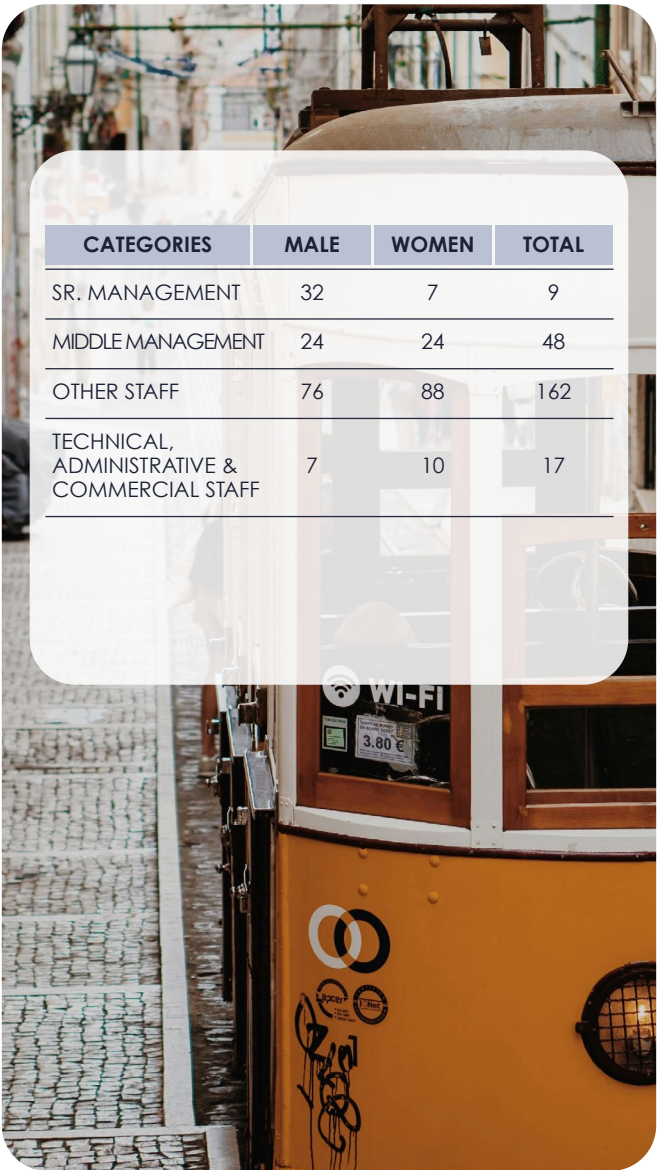 CATEGORIES MALE WOMEN TOTAL
SR. MANAGEMENT 32 7 9
MIDDLE MANAGEMENT 24 24 48
OTHER STAFF 76 88 162
TECHNICAL,
ADMINISTRATIVE & 7 10 17
COMMERCIAL STAFF
WI-FI
3.80 €
apcer